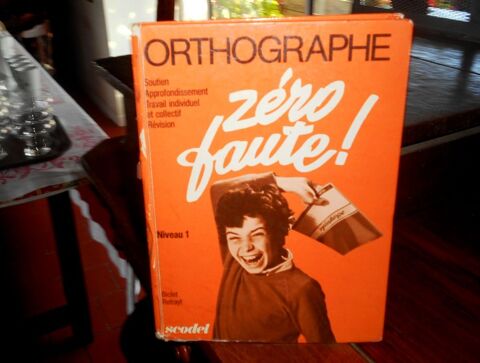 ORTHOGRAPHE
Soutien
Approfondissement
Travail individuel
et collectif
Révision
zéro
faute!
Niveau 1
scodel